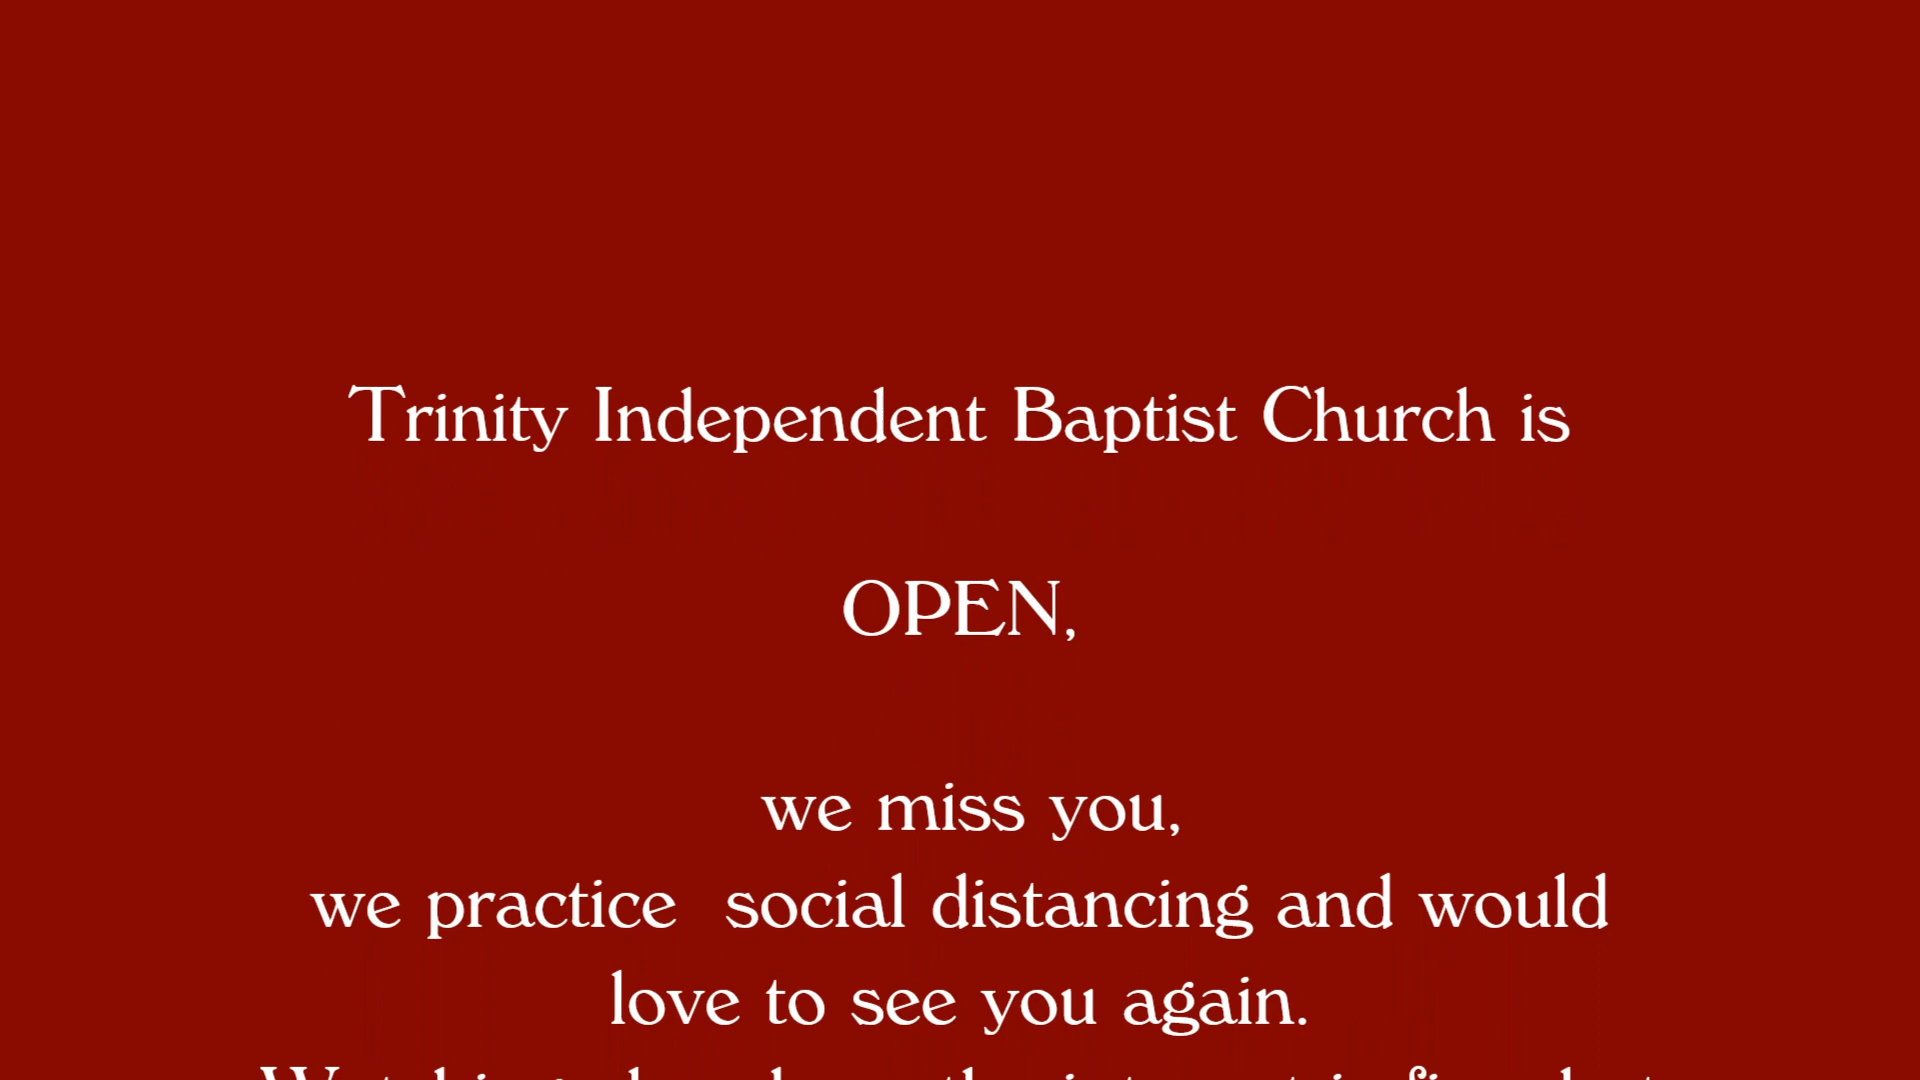 Trinity Independent Baptist Church is
OPEN,
we miss you,
we practice  social distancing and would
love to see you again.